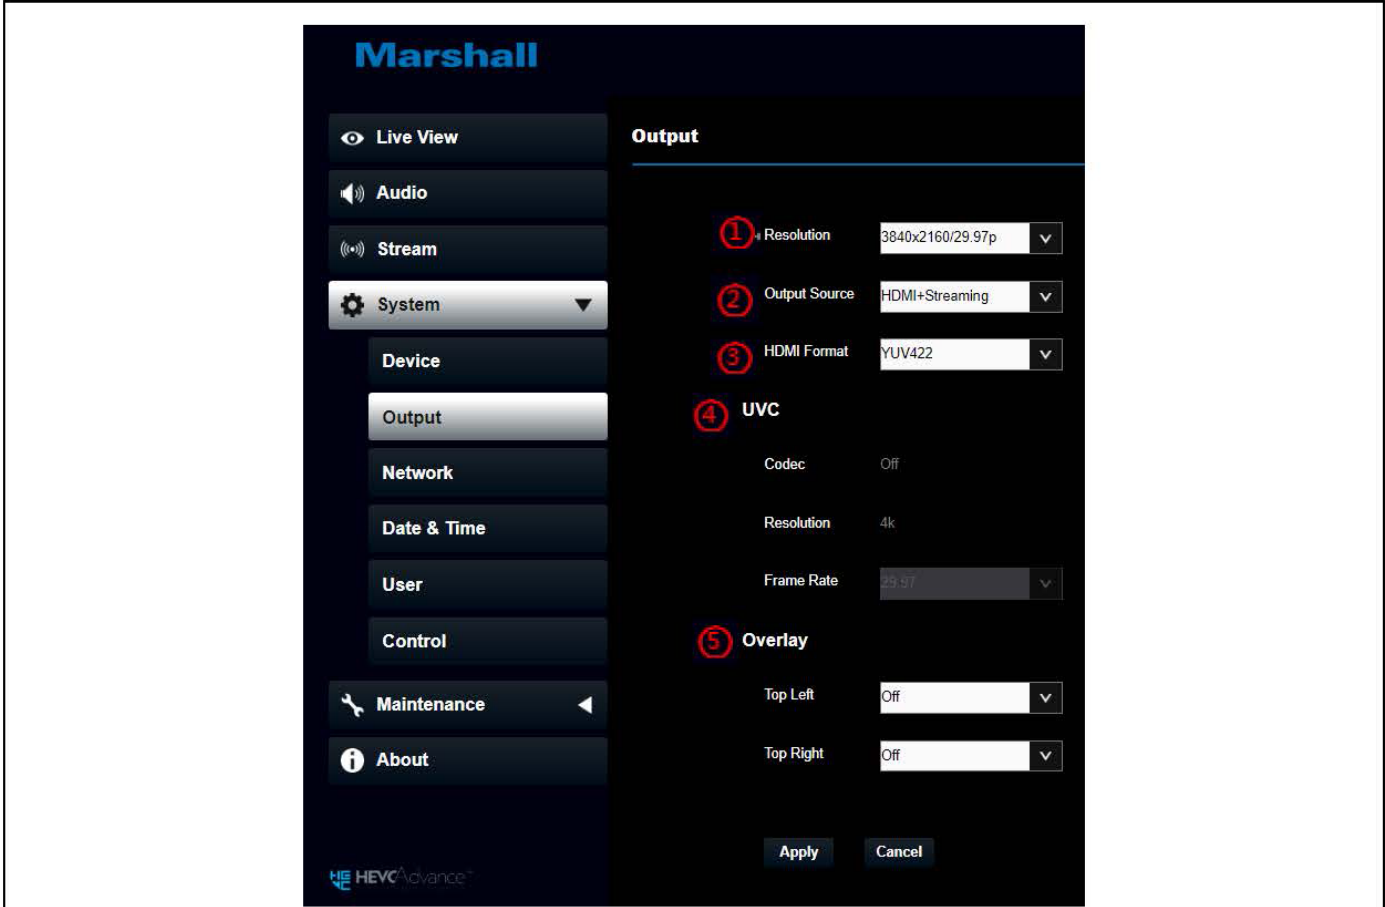 Marshall
Live View
Audio
Stream
System
Device
Output
Network
Date & Time
User
Control
Maintenance
About
HEVCAdvance™
Output
1 Resolution 3840x2160/29.97p
2 Output Source HDMI+Streaming
3 HDMI Format YUV422
4 UVC
Codec Off
Resolution 4k
Frame Rate 29.97
5 Overlay
Top Left Off
Top Right Off
Apply Cancel